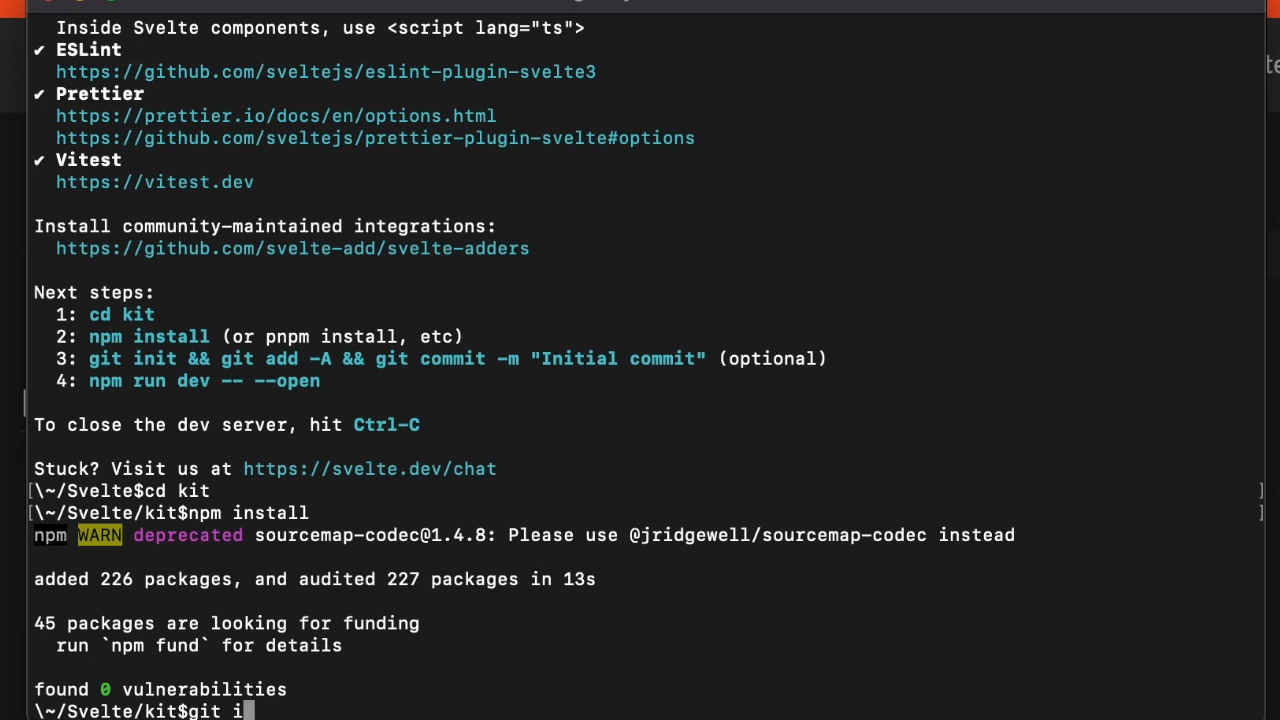 Inside Svelte components, use <script lang="ts">
✔ ESLint
https://github.com/sveltejs/eslint-plugin-svelte3
✔ Prettier
https://prettier.io/docs/en/options.html
https://github.com/sveltejs/prettier-plugin-svelte#options
✔ Vitest
https://vitest.dev
Install community-maintained integrations:
https://github.com/svelte-add/svelte-adders
Next steps:
1: cd kit
2: npm install (or pnpm install, etc)
3: git init && git add -A && git commit -m "Initial commit" (optional)
4: npm run dev -- --open
To close the dev server, hit Ctrl-C
Stuck? Visit us at https://svelte.dev/chat
[\~/Svelte$cd kit ]
[\~/Svelte/kit$npm install ]
npm WARN deprecated sourcemap-codec@1.4.8: Please use @jridgewell/sourcemap-codec instead
added 226 packages, and audited 227 packages in 13s
45 packages are looking for funding
run `npm fund` for details
found 0 vulnerabilities
\~/Svelte/kit$git i